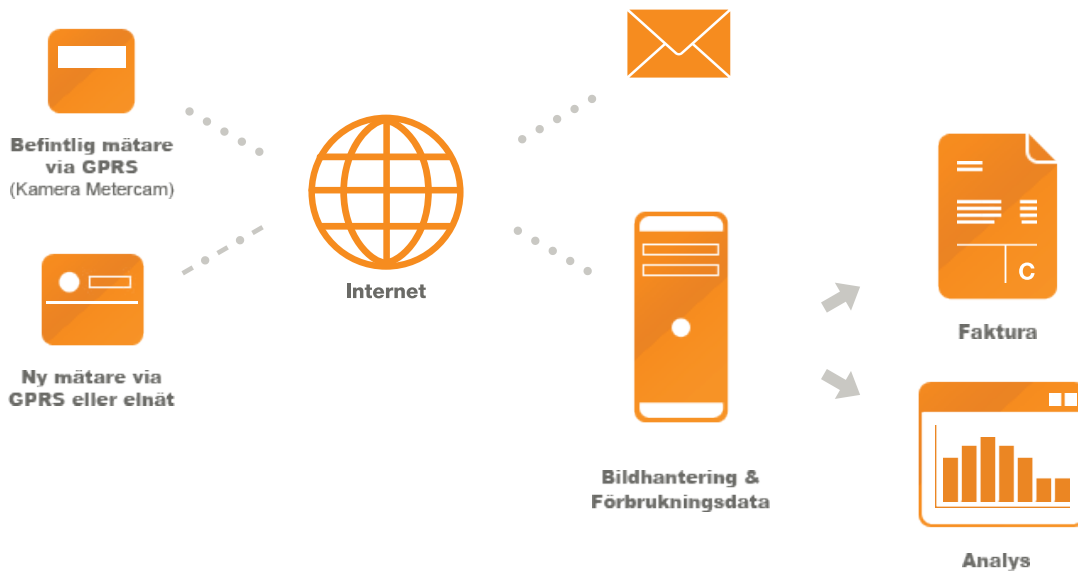 Befintlig mätare
via GPRS
(Kamera Metercam)
Ny mätare via
GPRS eller elnät
Internet
Bildhantering &
Förbrukningsdata
C
Faktura
Analys